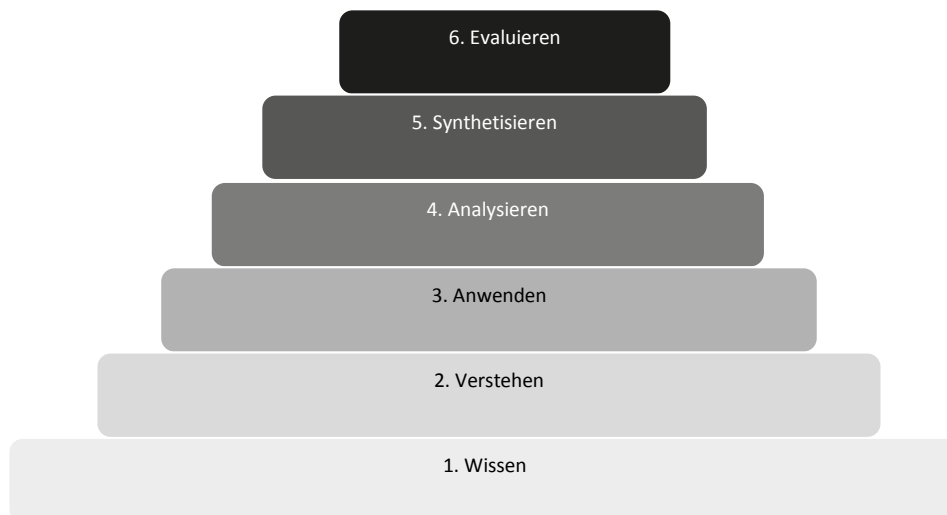 6. Evaluieren
5. Synthetisieren
4. Analysieren
3. Anwenden
2. Verstehen
1. Wissen